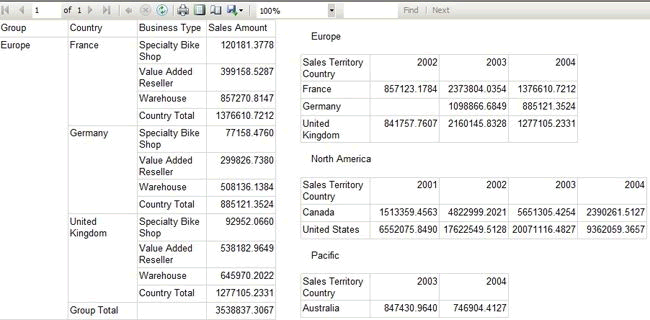 1 of 1 100% Find | Next
Group Country Business Type Sales Amount
Europe France Specialty Bike Shop 120181.3778
Value Added Reseller 399158.5287
Warehouse 857270.8147
Country Total 1376610.7212
Germany Specialty Bike Shop 77158.4760
Value Added Reseller 299826.7380
Warehouse 508136.1384
Country Total 885121.3524
United Kingdom Specialty Bike Shop 92952.0660
Value Added Reseller 538182.9649
Warehouse 645970.2022
Country Total 1277105.2331
Group Total 3538837.3067
Europe
Sales Territory Country 2002 2003 2004
France 857123.1784 2373804.0354 1376610.7212
Germany 1098866.6849 885121.3524
United Kingdom 841757.7607 2160145.8328 1277105.2331
North America
Sales Territory Country 2001 2002 2003 2004
Canada 1513359.4563 4822999.2021 5651305.4254 2390261.5127
United States 6552075.8490 17622549.5128 20071116.4827 9362059.3657
Pacific
Sales Territory Country 2003 2004
Australia 847430.9640 746904.4127